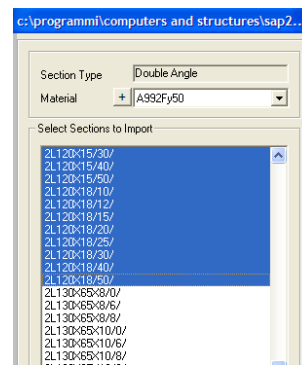 c:\programmi\computers and structures\sap2..
Section Type Double Angle
Material + A992Fy50
Select Sections to Import
2L120X15/30/
2L120X15/40/
2L120X15/50/
2L120X18/10/
2L120X18/12/
2L120X18/15/
2L120X18/20/
2L120X18/25/
2L120X18/30/
2L120X18/40/
2L120X18/50/
2L130X65X8/0/
2L130X65X8/6/
2L130X65X8/8/
2L130X65X10/0/
2L130X65X10/6/
2L130X65X10/8/